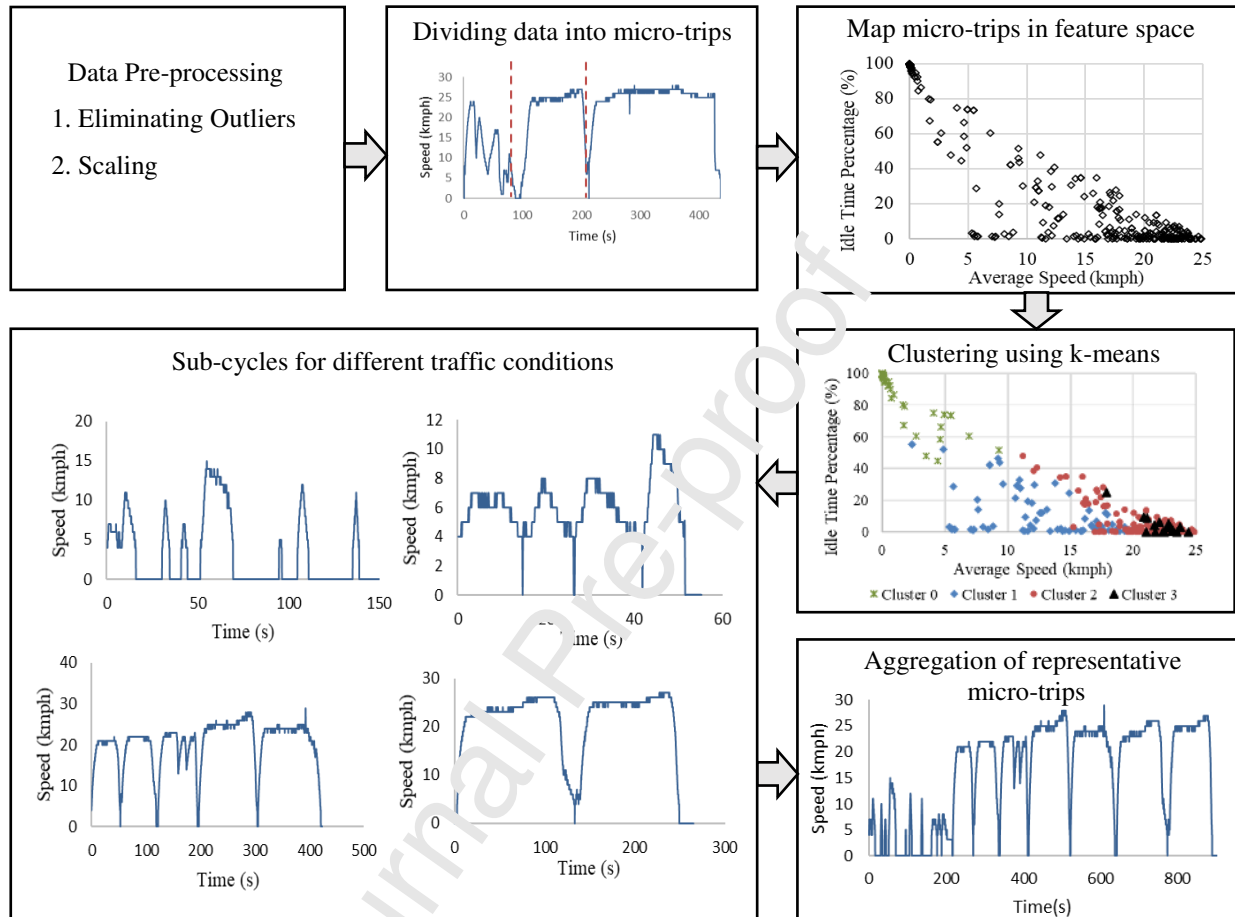 Data Pre-processing
1. Eliminating Outliers
2. Scaling
Dividing data into micro-trips
30
25
20
15
10
5
0
Speed (kmph)
0 100 200 300 400
Time (s)
Map micro-trips in feature space
100
80
60
40
20
0
Idle Time Percentage (%)
0 5 10 15 20 25
Average Speed (kmph)
Clustering using k-means
100
80
60
40
20
0
Idle Time Percentage (%)
0 5 10 15 20 25
Average Speed (kmph)
Cluster 0 Cluster 1 Cluster 2 Cluster 3
Sub-cycles for different traffic conditions
20
15
10
5
0
Speed (kmph)
0 50 100 150
Time (s)
12
10
8
6
4
2
0
Speed (kmph)
0 20 40 60
Time (s)
40
30
20
10
0
Speed (kmph)
0 100 200 300 400 500
Time (s)
30
20
10
0
Speed (kmph)
0 100 200 300
Time (s)
Aggregation of representative
micro-trips
30
25
20
15
10
5
0
Speed (kmph)
0 200 400 600 800
Time(s)
urnal Pre-proof